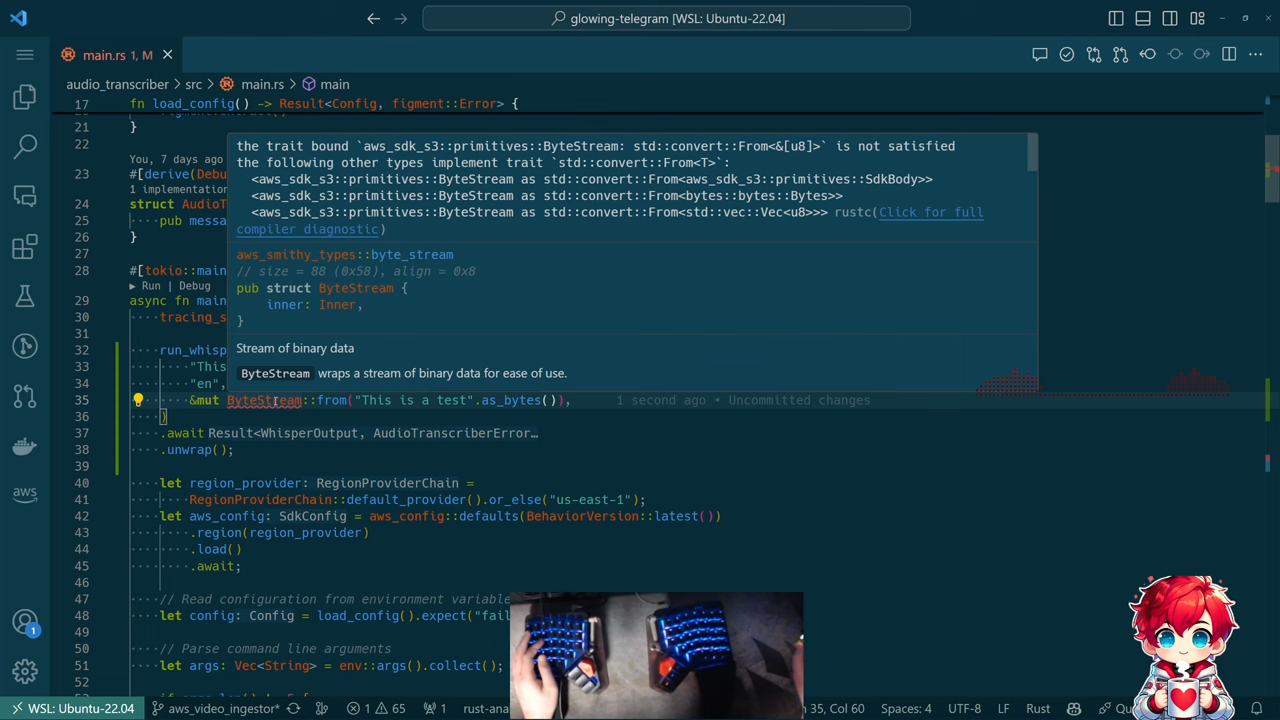 glowing-telegram [WSL: Ubuntu-22.04]
main.rs 1, M
audio_transcriber > src > main.rs > main
17 fn load_config() -> Result<Config, figment::Error> {
21 }
22
You, 7 days ago
23 #[derive(Debu
1 implementation
24 struct AudioT
25 pub messa
26 }
27
28 #[tokio::main
▶ Run | Debug
29 async fn main
30 tracing_s
31
32 run_whisp
33 "This
34 "en",
the trait bound `aws_sdk_s3::primitives::ByteStream: std::convert::From<&[u8]>` is not satisfied
the following other types implement trait `std::convert::From<T>`:
<aws_sdk_s3::primitives::ByteStream as std::convert::From<aws_sdk_s3::primitives::SdkBody>>
<aws_sdk_s3::primitives::ByteStream as std::convert::From<bytes::bytes::Bytes>>
<aws_sdk_s3::primitives::ByteStream as std::convert::From<std::vec::Vec<u8>>> rustc(Click for full
compiler diagnostic)
aws_smithy_types::byte_stream
// size = 88 (0x58), align = 0x8
pub struct ByteStream {
inner: Inner,
}
Stream of binary data
ByteStream wraps a stream of binary data for ease of use.
35 &mut ByteStream::from("This is a test".as_bytes()), 1 second ago • Uncommitted changes
36 )
37 .await Result<WhisperOutput, AudioTranscriberError…
38 .unwrap();
39
40 let region_provider: RegionProviderChain =
41 RegionProviderChain::default_provider().or_else("us-east-1");
42 let aws_config: SdkConfig = aws_config::defaults(BehaviorVersion::latest())
43 .region(region_provider)
44 .load()
45 .await;
46
47 // Read configuration from environment variable
48 let config: Config = load_config().expect("fail
49
50 // Parse command line arguments
51 let args: Vec<String> = env::args().collect();
52
aws
1
WSL: Ubuntu-22.04 aws_video_ingestor* 1 65 1 rust-ana 35, Col 60 Spaces: 4 UTF-8 LF Rust